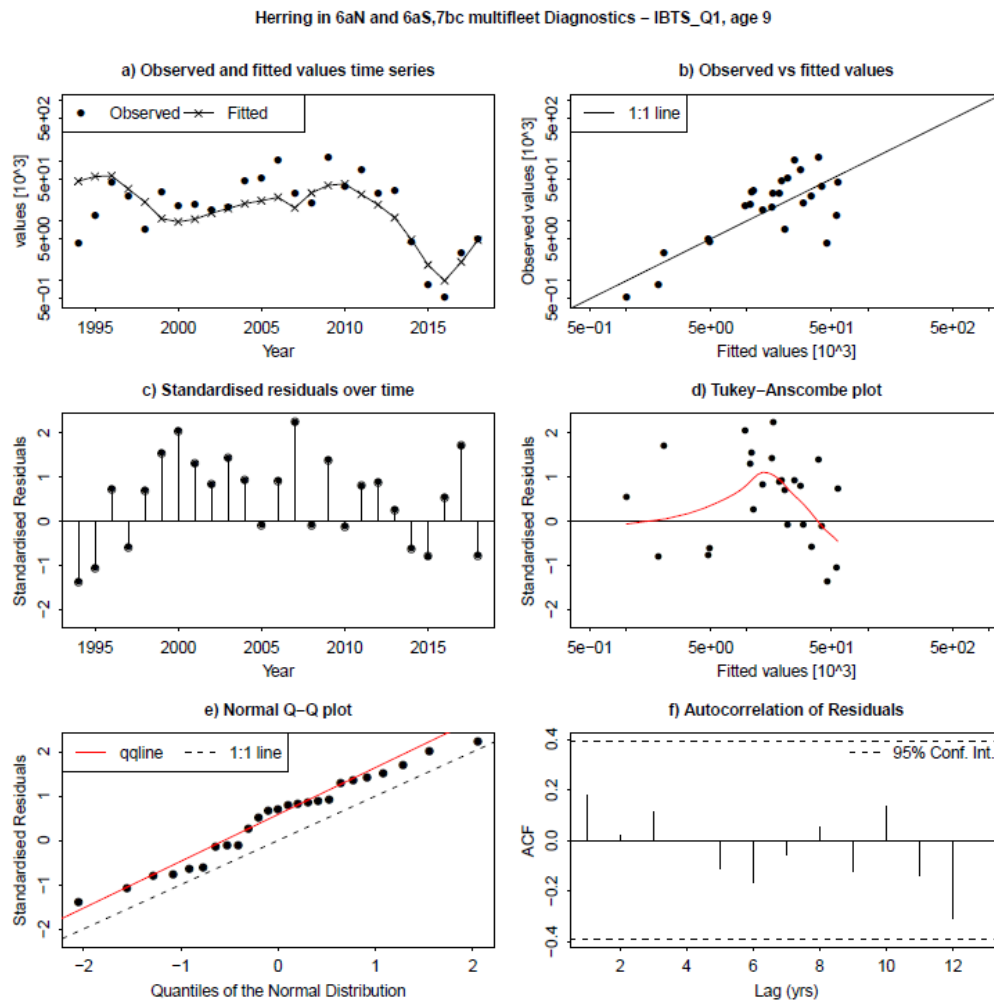 Herring in 6aN and 6aS,7bc multifleet Diagnostics − IBTS_Q1, age 9
a) Observed and fitted values time series
values [10^3]
5e−01 5e+00 5e+01 5e+02
Observed Fitted
1995 2000 2005 2010 2015
Year
b) Observed vs fitted values
Observed values [10^3]
5e−01 5e+00 5e+01 5e+02
1:1 line
5e−01 5e+00 5e+01 5e+02
Fitted values [10^3]
c) Standardised residuals over time
Standardised Residuals
−2 −1 0 1 2
1995 2000 2005 2010 2015
Year
d) Tukey−Anscombe plot
Standardised Residuals
−2 −1 0 1 2
5e−01 5e+00 5e+01 5e+02
Fitted values [10^3]
e) Normal Q−Q plot
Standardised Residuals
−2 −1 0 1 2
qqline 1:1 line
−2 −1 0 1 2
Quantiles of the Normal Distribution
f) Autocorrelation of Residuals
ACF
−0.4 −0.2 0.0 0.2 0.4
95% Conf. Int.
2 4 6 8 10 12
Lag (yrs)